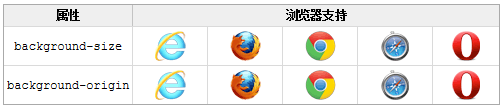 属性 浏览器支持
background-size
background-origin